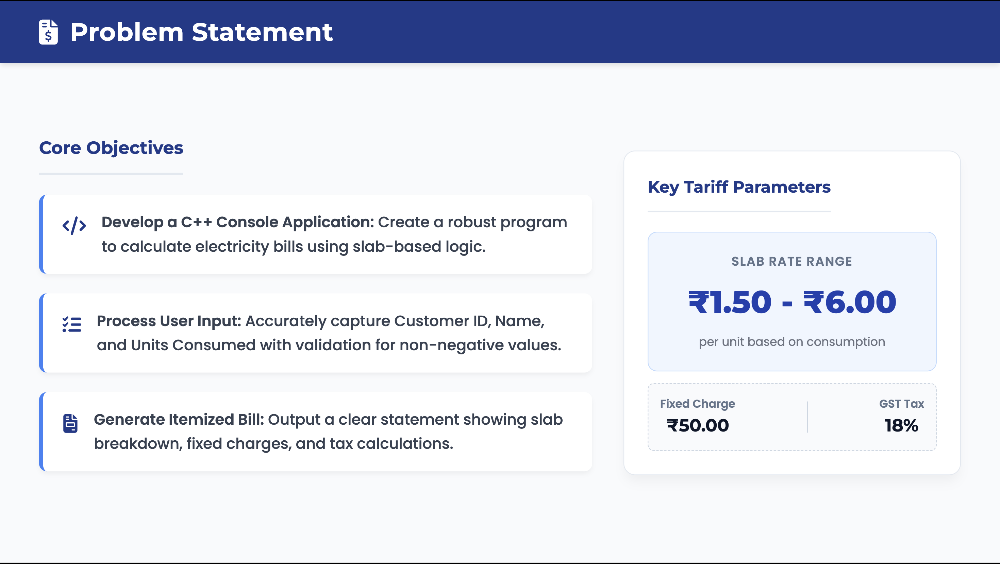 Problem Statement
Core Objectives
Develop a C++ Console Application: Create a robust program
to calculate electricity bills using slab-based logic.
Process User Input: Accurately capture Customer ID, Name,
and Units Consumed with validation for non-negative values.
Generate Itemized Bill: Output a clear statement showing slab
breakdown, fixed charges, and tax calculations.
Key Tariff Parameters
SLAB RATE RANGE
₹1.50 - ₹6.00
per unit based on consumption
Fixed Charge
₹50.00
GST Tax
18%